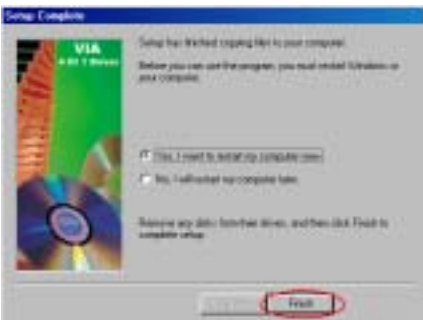 Setup Complete
VIA
4 in 1 Driver
Setup has finished copying files to your computer.
Before you can use the program, you must restart Windows or
your computer.
Yes, I want to restart my computer now.
No, I will restart my computer later.
Remove any disks from their drives, and then click Finish to
complete setup.
Finish